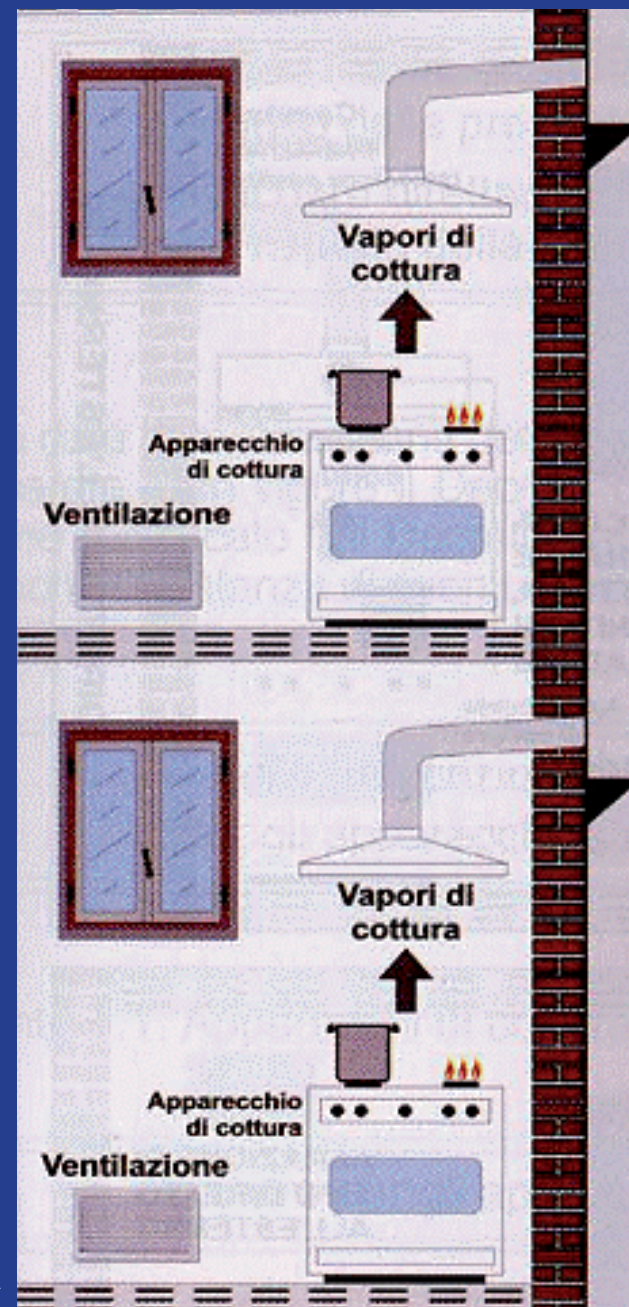 Vapori di
cottura
Apparecchio
di cottura
Ventilazione
Vapori di
cottura
Apparecchio
di cottura
Ventilazione